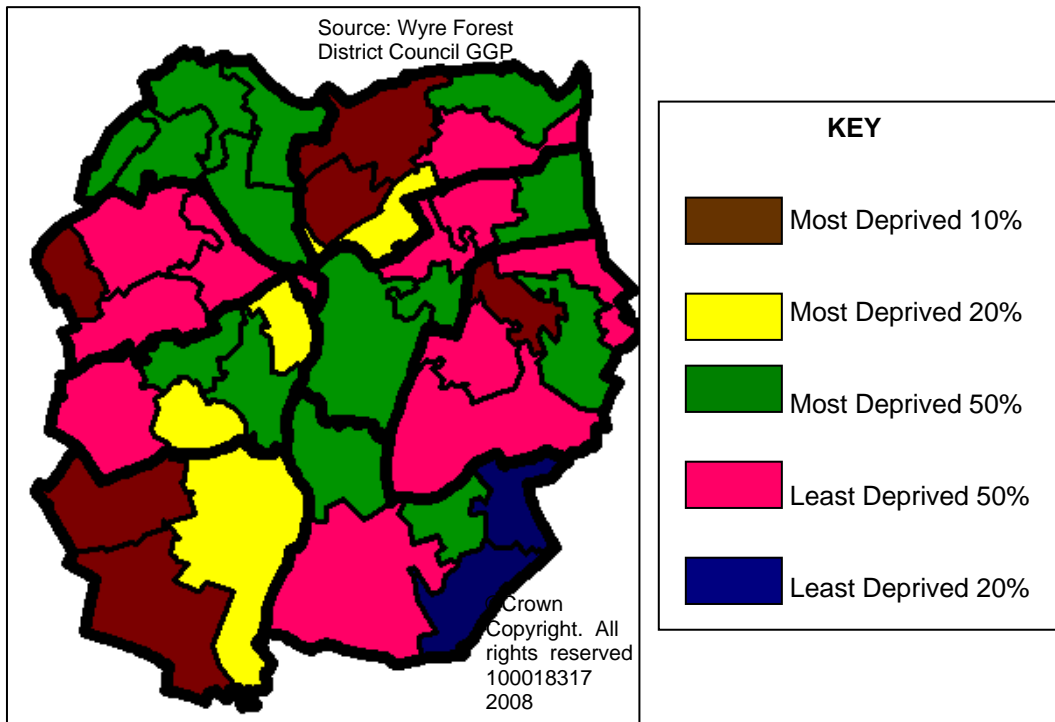 Source: Wyre Forest
District Council GGP
Crown
Copyright. All
rights reserved
100018317
2008
KEY
Most Deprived 10%
Most Deprived 20%
Most Deprived 50%
Least Deprived 50%
Least Deprived 20%